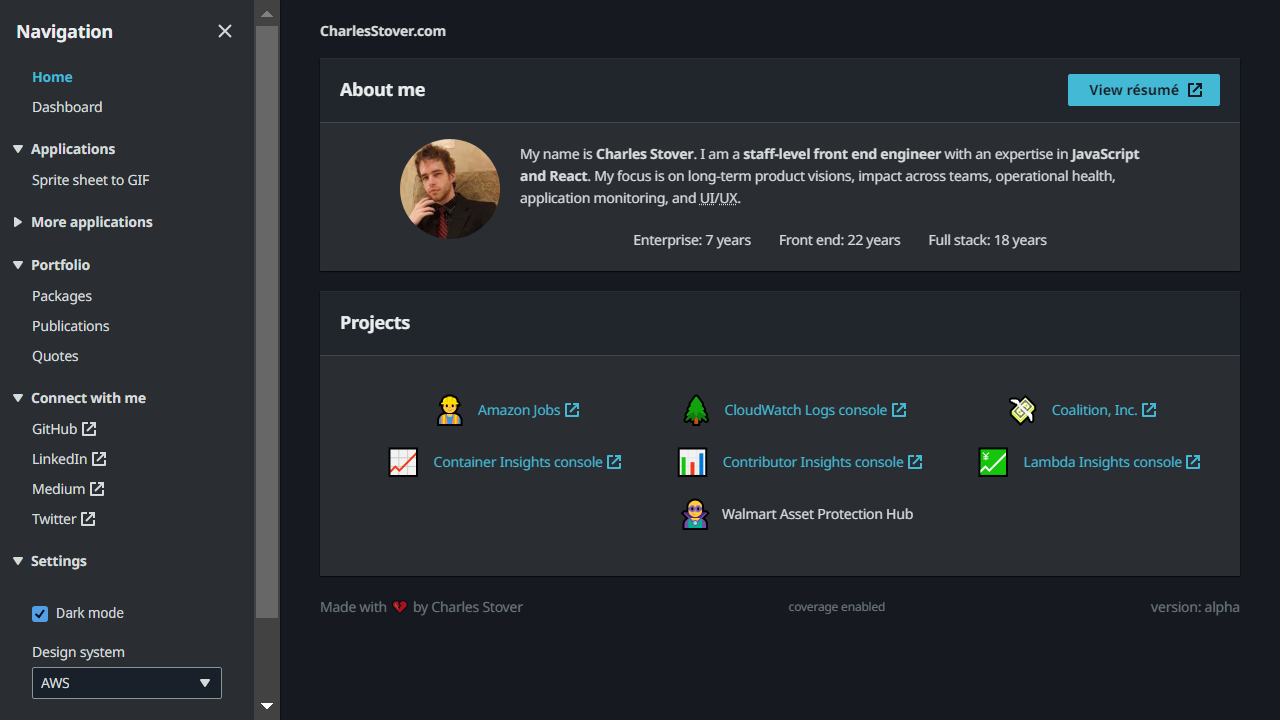 Navigation
Home
Dashboard
Applications
Sprite sheet to GIF
More applications
Portfolio
Packages
Publications
Quotes
Connect with me
GitHub
LinkedIn
Medium
Twitter
Settings
Dark mode
Design system
AWS
CharlesStover.com
About me
View résumé
My name is Charles Stover. I am a staff-level front end engineer with an expertise in JavaScript
and React. My focus is on long-term product visions, impact across teams, operational health,
application monitoring, and UI/UX.
Enterprise: 7 years Front end: 22 years Full stack: 18 years
Projects
Amazon Jobs CloudWatch Logs console Coalition, Inc.
Container Insights console Contributor Insights console Lambda Insights console
Walmart Asset Protection Hub
Made with 💔 by Charles Stover coverage enabled version: alpha